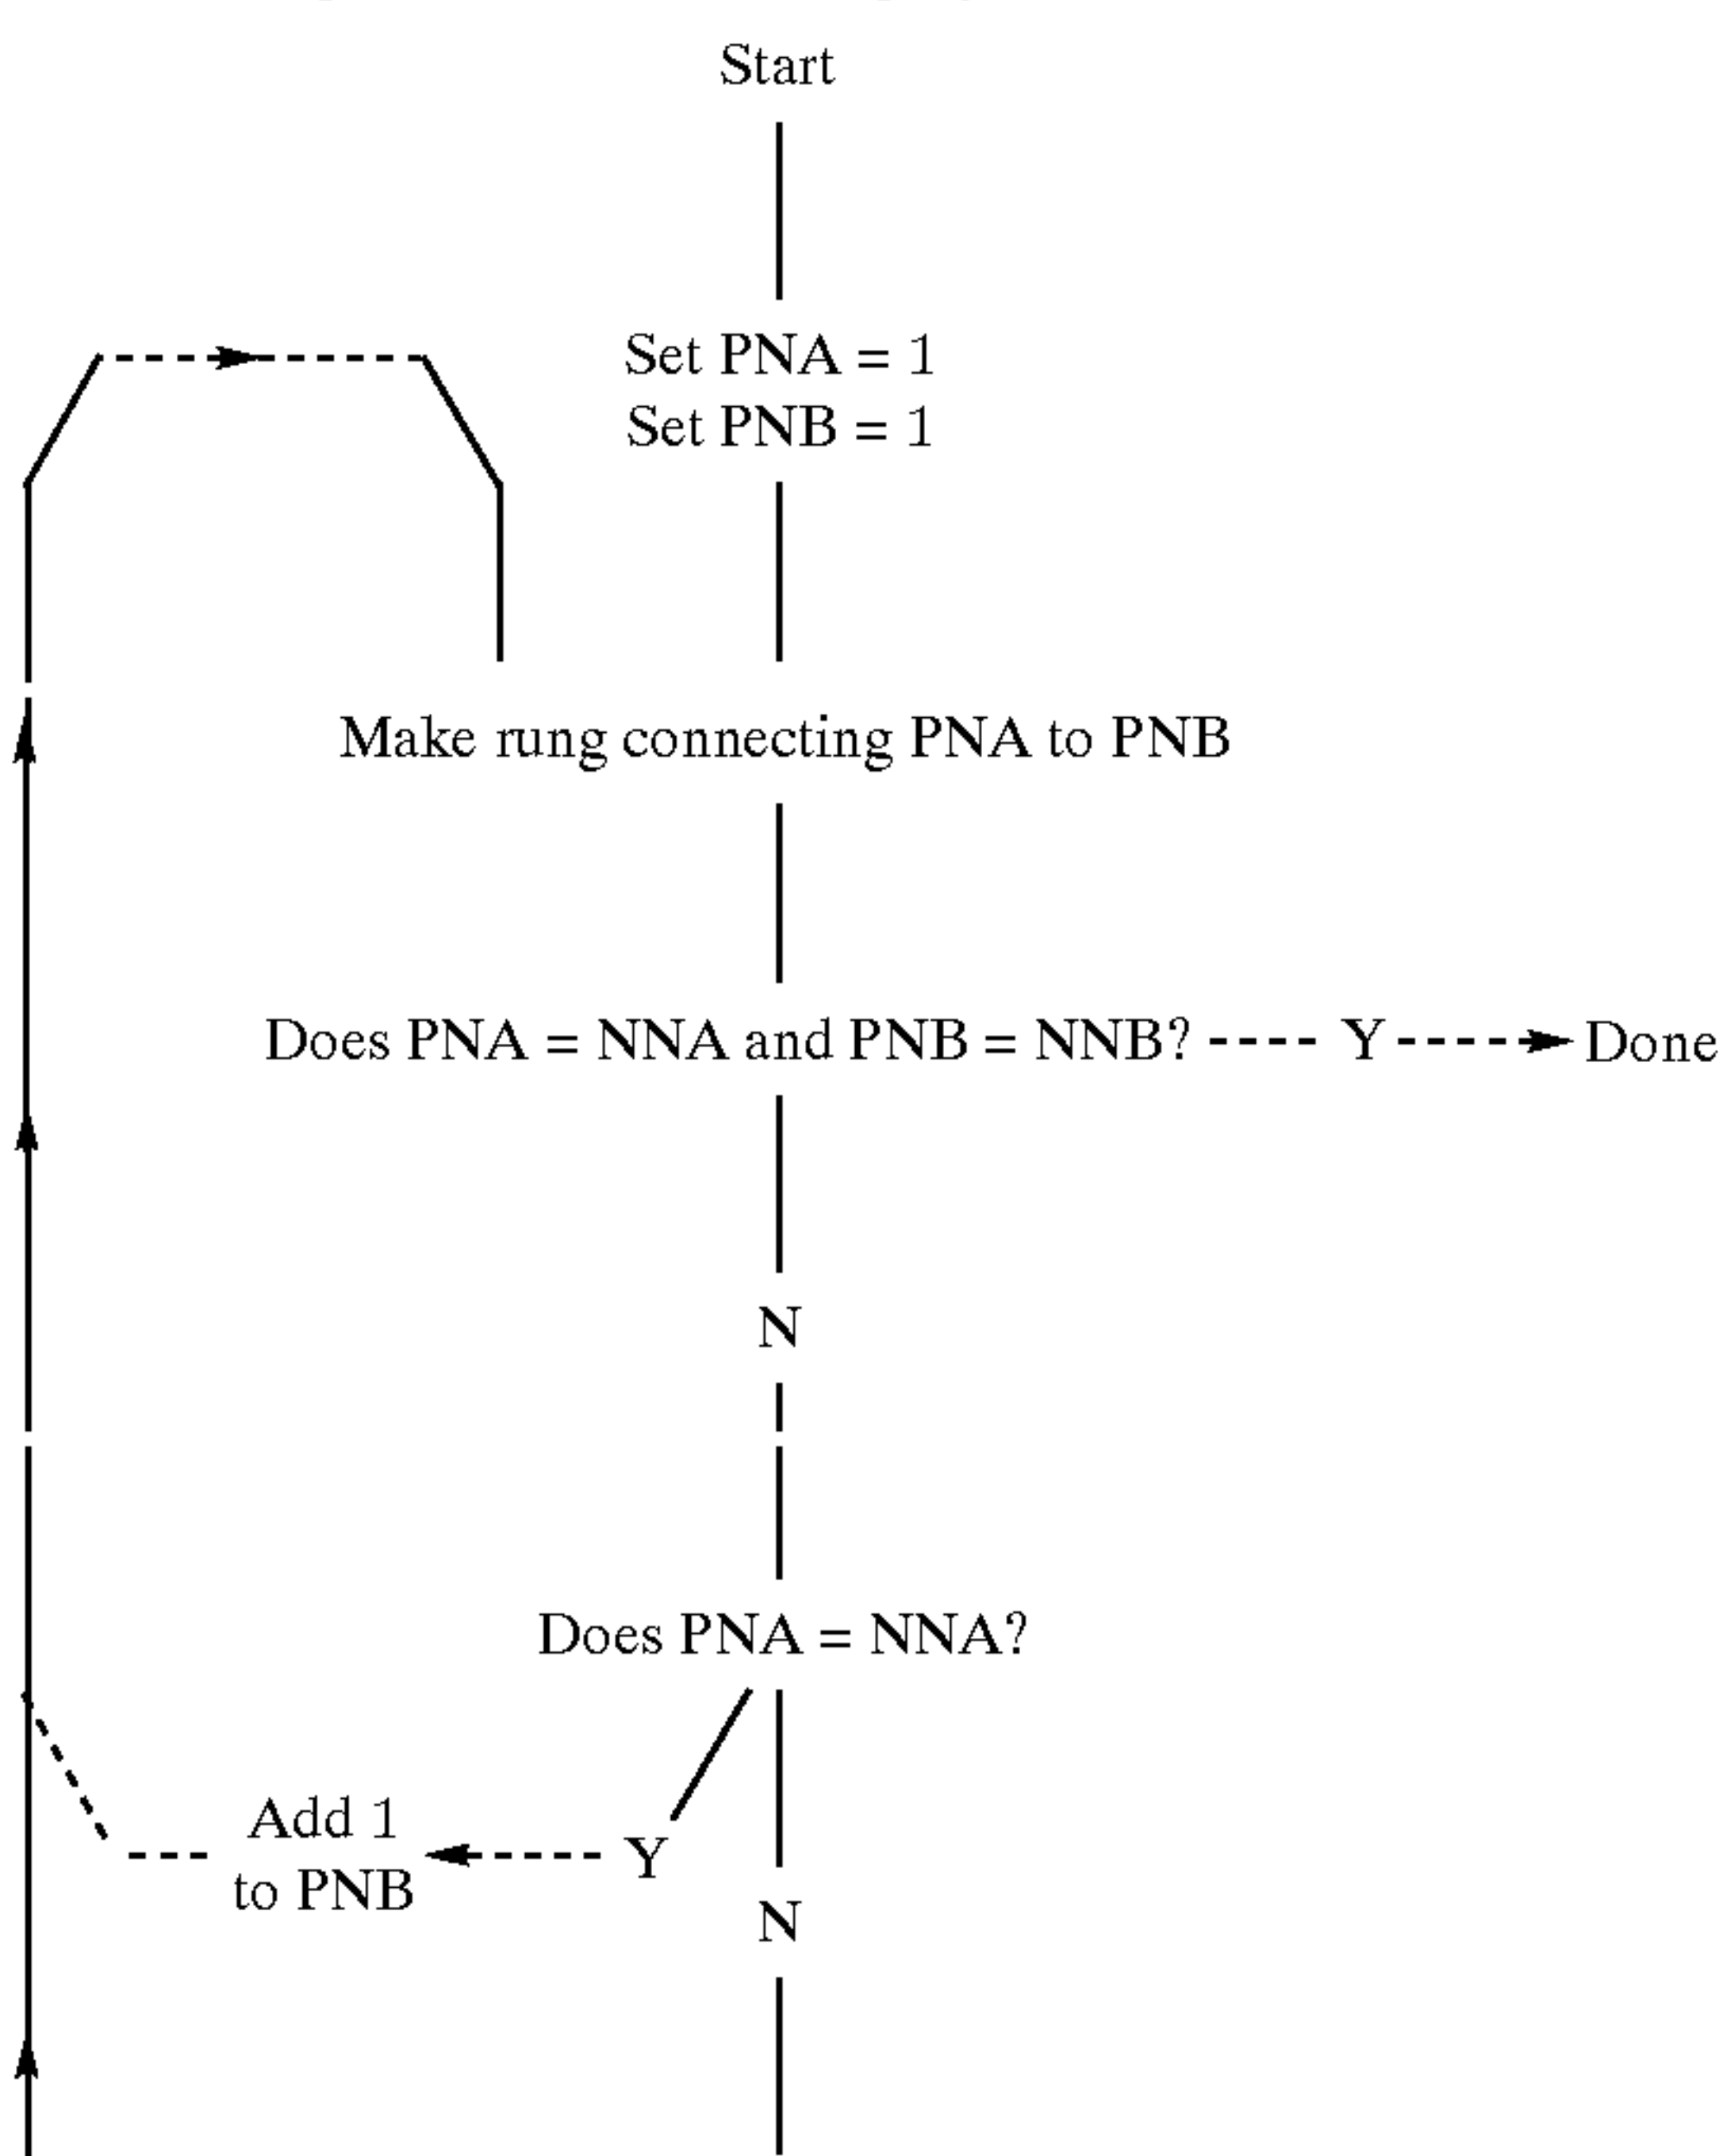 Start
Set PNA = 1
Set PNB = 1
Make rung connecting PNA to PNB
Does PNA = NNA and PNB = NNB? Y Done
N
Does PNA = NNA?
Y
Add 1
to PNB
N